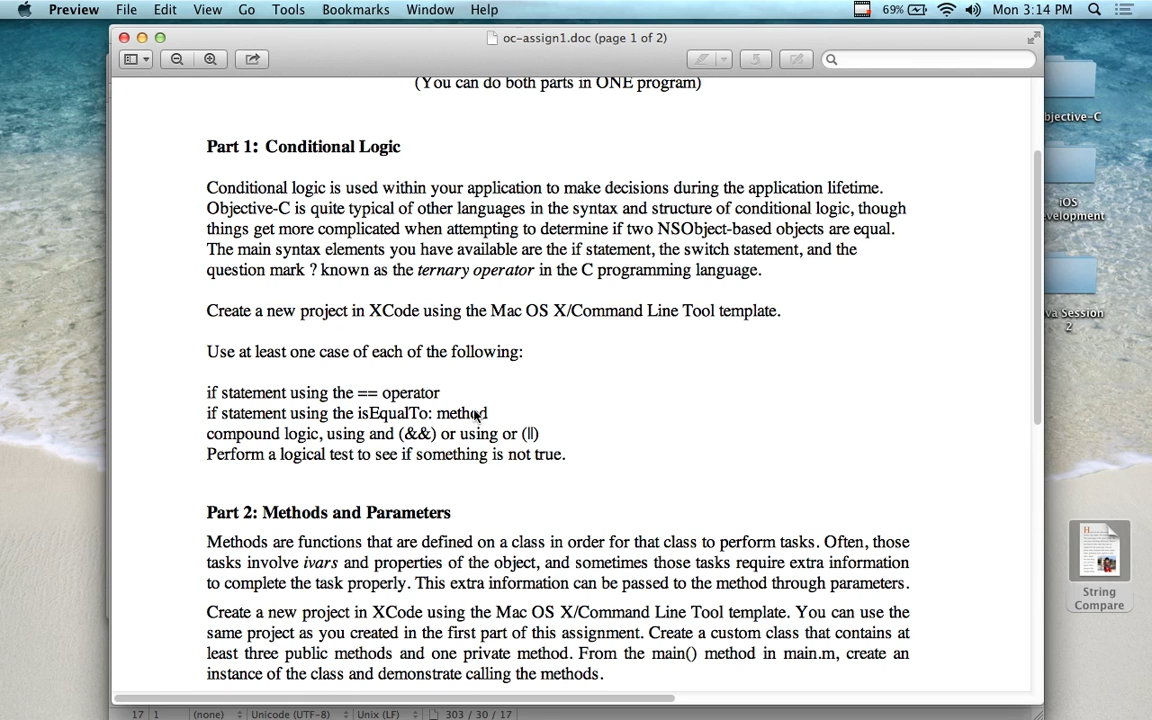 Preview File Edit View Go Tools Bookmarks Window Help 69% Mon 3:14 PM
oc-assign1.doc (page 1 of 2)
(You can do both parts in ONE program)
Part 1: Conditional Logic
Conditional logic is used within your application to make decisions during the application lifetime.
Objective-C is quite typical of other languages in the syntax and structure of conditional logic, though
things get more complicated when attempting to determine if two NSObject-based objects are equal.
The main syntax elements you have available are the if statement, the switch statement, and the
question mark ? known as the ternary operator in the C programming language.
Create a new project in XCode using the Mac OS X/Command Line Tool template.
Use at least one case of each of the following:
if statement using the == operator
if statement using the isEqualTo: method
compound logic, using and (&&) or using or (||)
Perform a logical test to see if something is not true.
Part 2: Methods and Parameters
Methods are functions that are defined on a class in order for that class to perform tasks. Often, those
tasks involve ivars and properties of the object, and sometimes those tasks require extra information
to complete the task properly. This extra information can be passed to the method through parameters.
Create a new project in XCode using the Mac OS X/Command Line Tool template. You can use the
same project as you created in the first part of this assignment. Create a custom class that contains at
least three public methods and one private method. From the main() method in main.m, create an
instance of the class and demonstrate calling the methods.
bjective-C
iOS
velopment
va Session
2
String
Compare
17 1 (none) Unicode (UTF-8) Unix (LF) 303 / 30 / 17